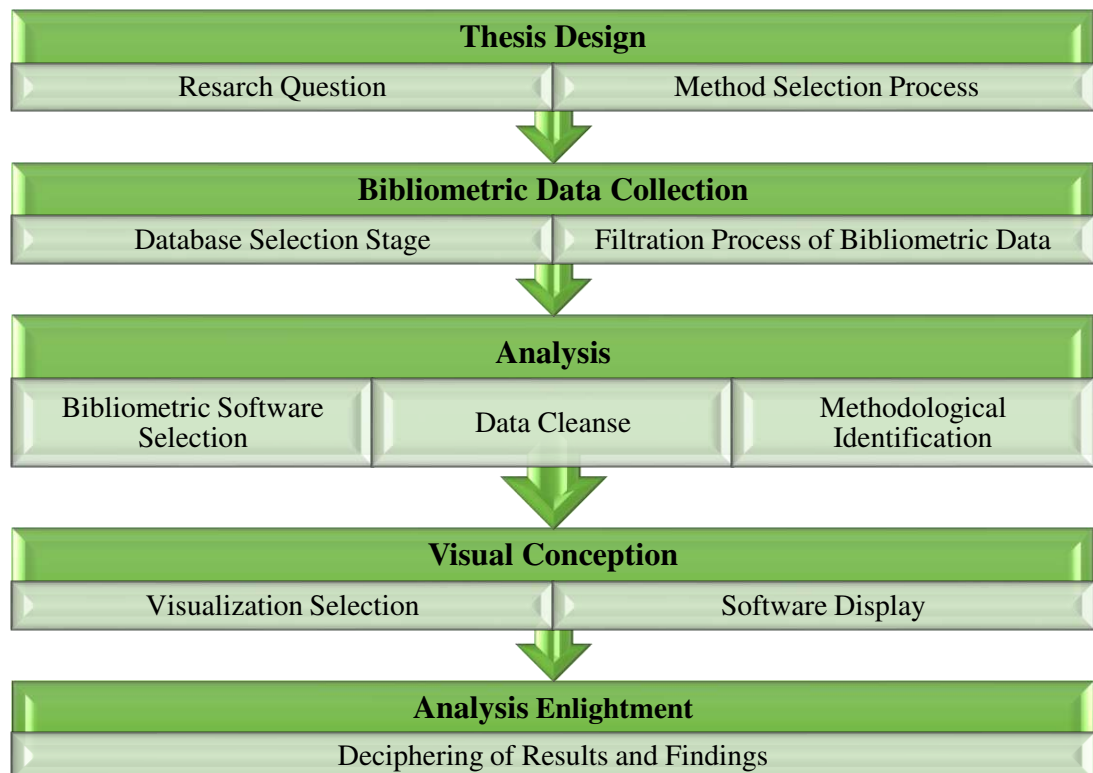 Thesis Design
Resarch Question
Method Selection Process
Bibliometric Data Collection
Database Selection Stage
Filtration Process of Bibliometric Data
Analysis
Bibliometric Software
Selection
Data Cleanse
Methodological
Identification
Visual Conception
Visualization Selection
Software Display
Analysis Enlightment
Deciphering of Results and Findings